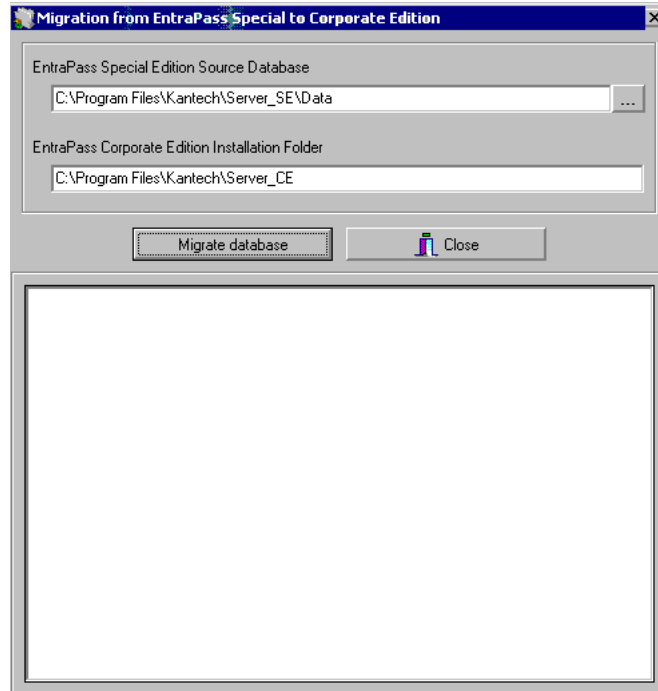 Migration from EntraPass Special to Corporate Edition
EntraPass Special Edition Source Database
C:\Program Files\Kantech\Server_SE\Data
...
EntraPass Corporate Edition Installation Folder
C:\Program Files\Kantech\Server_CE
Migrate database
Close